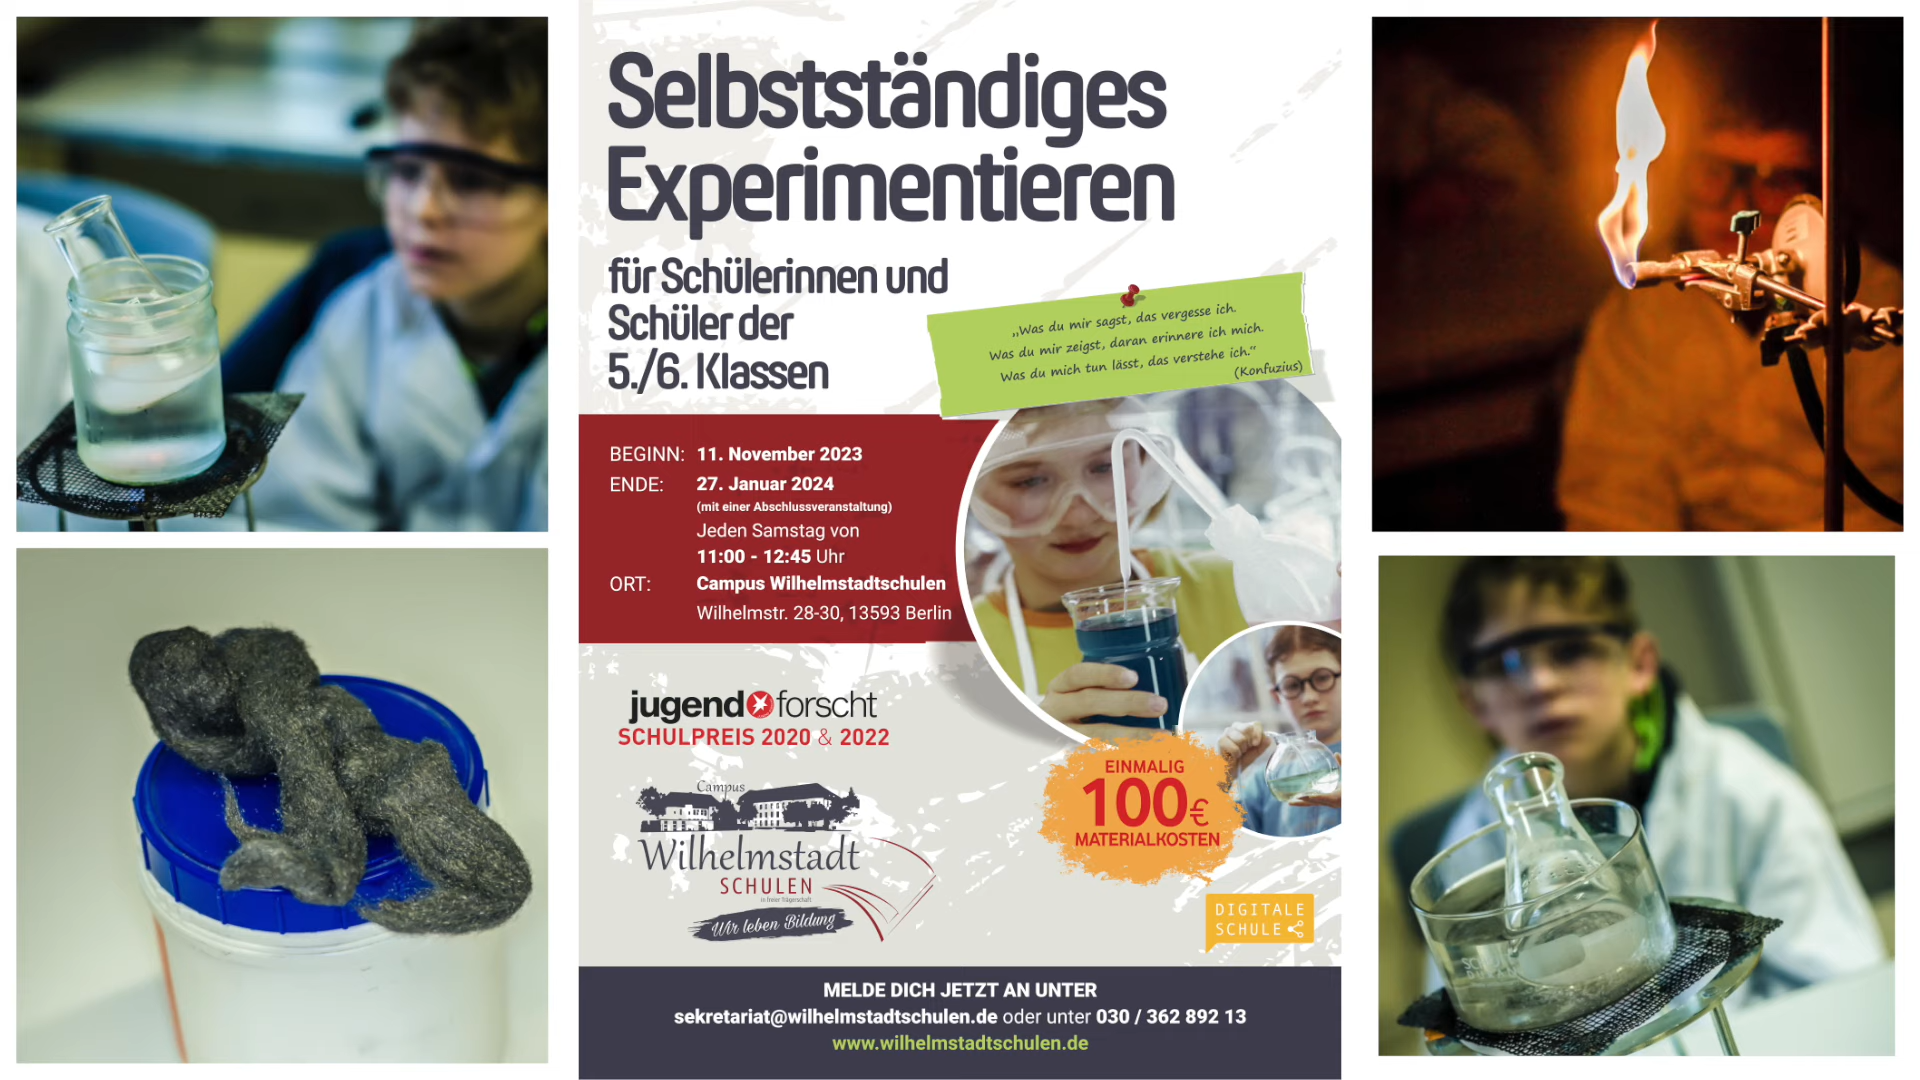 Selbstständiges
Experimentieren
für Schülerinnen und
Schüler der
5./6. Klassen
„Was du mir sagst, das vergesse ich.
Was du mir zeigst, daran erinnere ich mich.
Was du mich tun lässt, das verstehe ich.“
(Konfuzius)
BEGINN: 11. November 2023
ENDE: 27. Januar 2024
(mit einer Abschlussveranstaltung)
Jeden Samstag von
11:00 - 12:45 Uhr
ORT: Campus Wilhelmstadtschulen
Wilhelmstr. 28-30, 13593 Berlin
jugend forscht
SCHULPREIS 2020 & 2022
EINMALIG
100€
MATERIALKOSTEN
Campus
Wilhelmstadt
SCHULEN
in freier Trägerschaft
Wir leben Bildung
DIGITALE
SCHULE
MELDE DICH JETZT AN UNTER
sekretariat@wilhelmstadtschulen.de oder unter 030 / 362 892 13
www.wilhelmstadtschulen.de